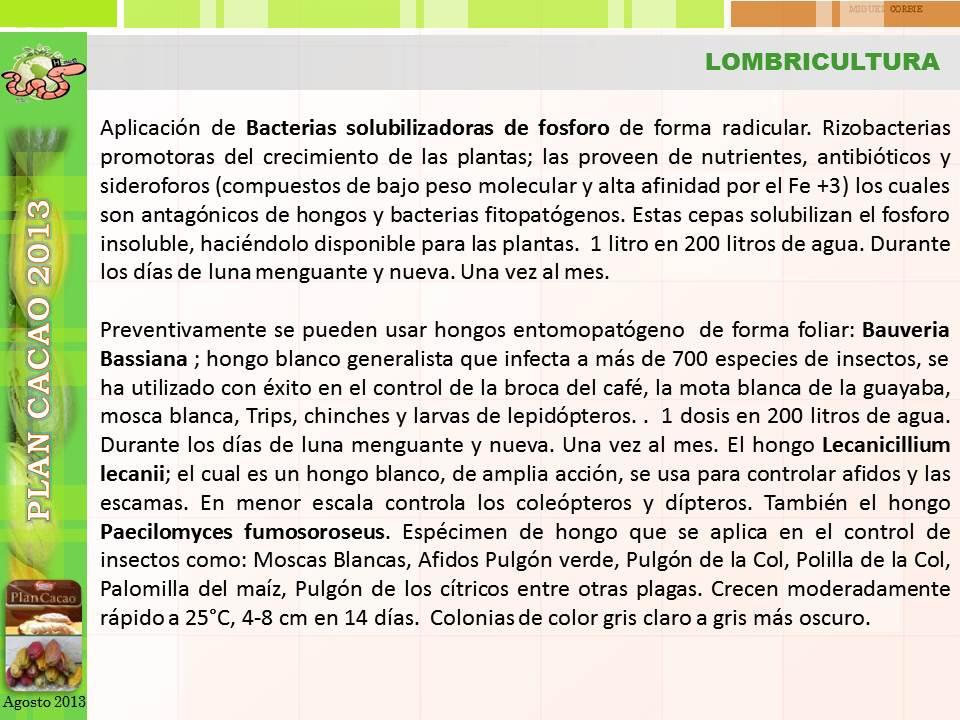 MIGUEL CORBIE
LOMBRICULTURA
Aplicación de Bacterias solubilizadoras de fosforo de forma radicular. Rizobacterias
promotoras del crecimiento de las plantas; las proveen de nutrientes, antibióticos y
sideroforos (compuestos de bajo peso molecular y alta afinidad por el Fe +3) los cuales
son antagónicos de hongos y bacterias fitopatógenos. Estas cepas solubilizan el fosforo
insoluble, haciéndolo disponible para las plantas. 1 litro en 200 litros de agua. Durante
los días de luna menguante y nueva. Una vez al mes.
Preventivamente se pueden usar hongos entomopatógeno de forma foliar: Bauveria
Bassiana ; hongo blanco generalista que infecta a más de 700 especies de insectos, se
ha utilizado con éxito en el control de la broca del café, la mota blanca de la guayaba,
mosca blanca, Trips, chinches y larvas de lepidópteros. . 1 dosis en 200 litros de agua.
Durante los días de luna menguante y nueva. Una vez al mes. El hongo Lecanicillium
lecanii; el cual es un hongo blanco, de amplia acción, se usa para controlar afidos y las
escamas. En menor escala controla los coleópteros y dípteros. También el hongo
Paecilomyces fumosoroseus. Espécimen de hongo que se aplica en el control de
insectos como: Moscas Blancas, Afidos Pulgón verde, Pulgón de la Col, Polilla de la Col,
Palomilla del maíz, Pulgón de los cítricos entre otras plagas. Crecen moderadamente
rápido a 25°C, 4-8 cm en 14 días. Colonias de color gris claro a gris más oscuro.
PLAN CACAO 2013
Plan Cacao
Agosto 2013